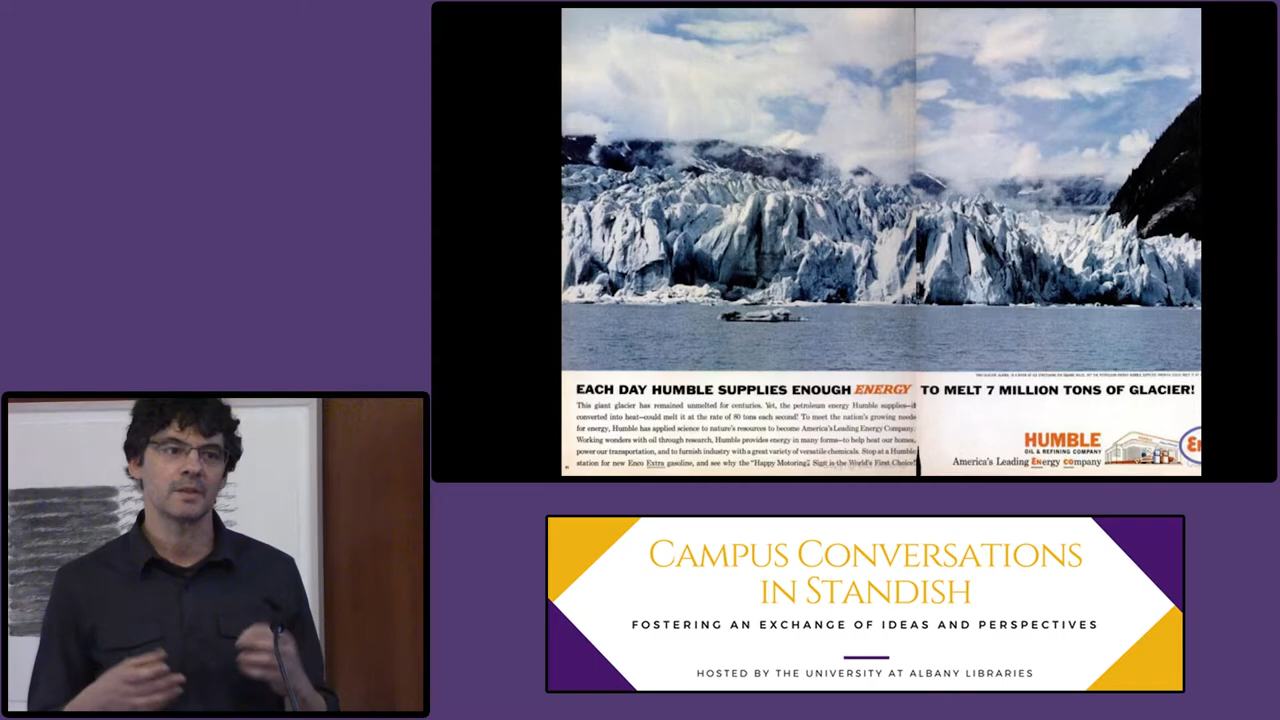 EACH DAY HUMBLE SUPPLIES ENOUGH ENERGY TO MELT 7 MILLION TONS OF GLACIER!
This giant glacier has remained unmelted for centuries. Yet, the petroleum energy Humble supplies—if
converted into heat—could melt it at the rate of 80 tons each second! To meet the nation's growing needs
for energy, Humble has applied science to nature's resources to become America's Leading Energy Company.
Working wonders with oil through research, Humble provides energy in many forms—to help heat our homes,
power our transportation, and to furnish industry with a great variety of versatile chemicals. Stop at a Humble
station for new Enco Extra gasoline, and see why the "Happy Motoring" Sign is the World's First Choice!
HUMBLE
OIL & REFINING COMPANY
America's Leading ENergy COmpany
CAMPUS CONVERSATIONS
IN STANDISH
FOSTERING AN EXCHANGE OF IDEAS AND PERSPECTIVES
HOSTED BY THE UNIVERSITY AT ALBANY LIBRARIES